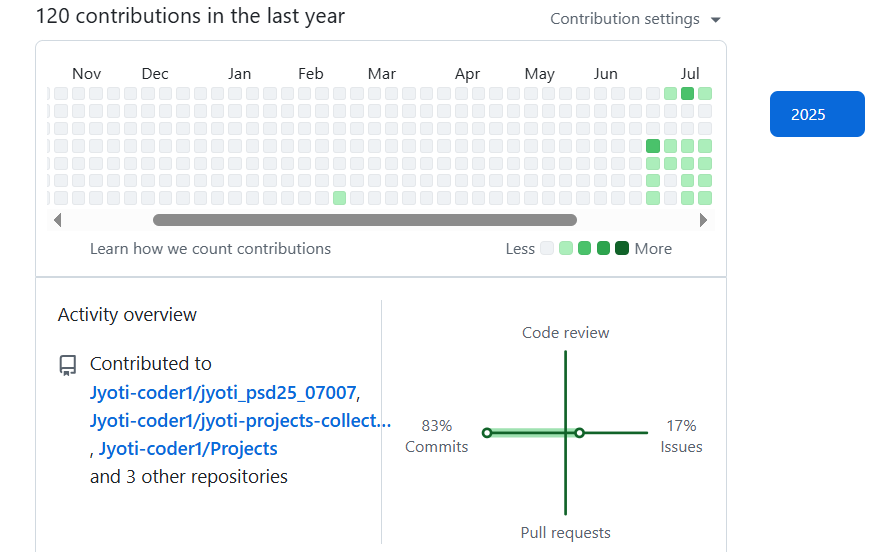 120 contributions in the last year
Contribution settings
2025
Nov Dec Jan Feb Mar Apr May Jun Jul
Learn how we count contributions
Less More
Activity overview
Contributed to
Jyoti-coder1/jyoti_psd25_07007,
Jyoti-coder1/jyoti-projects-collect...
, Jyoti-coder1/Projects
and 3 other repositories
Code review
83%
Commits
17%
Issues
Pull requests